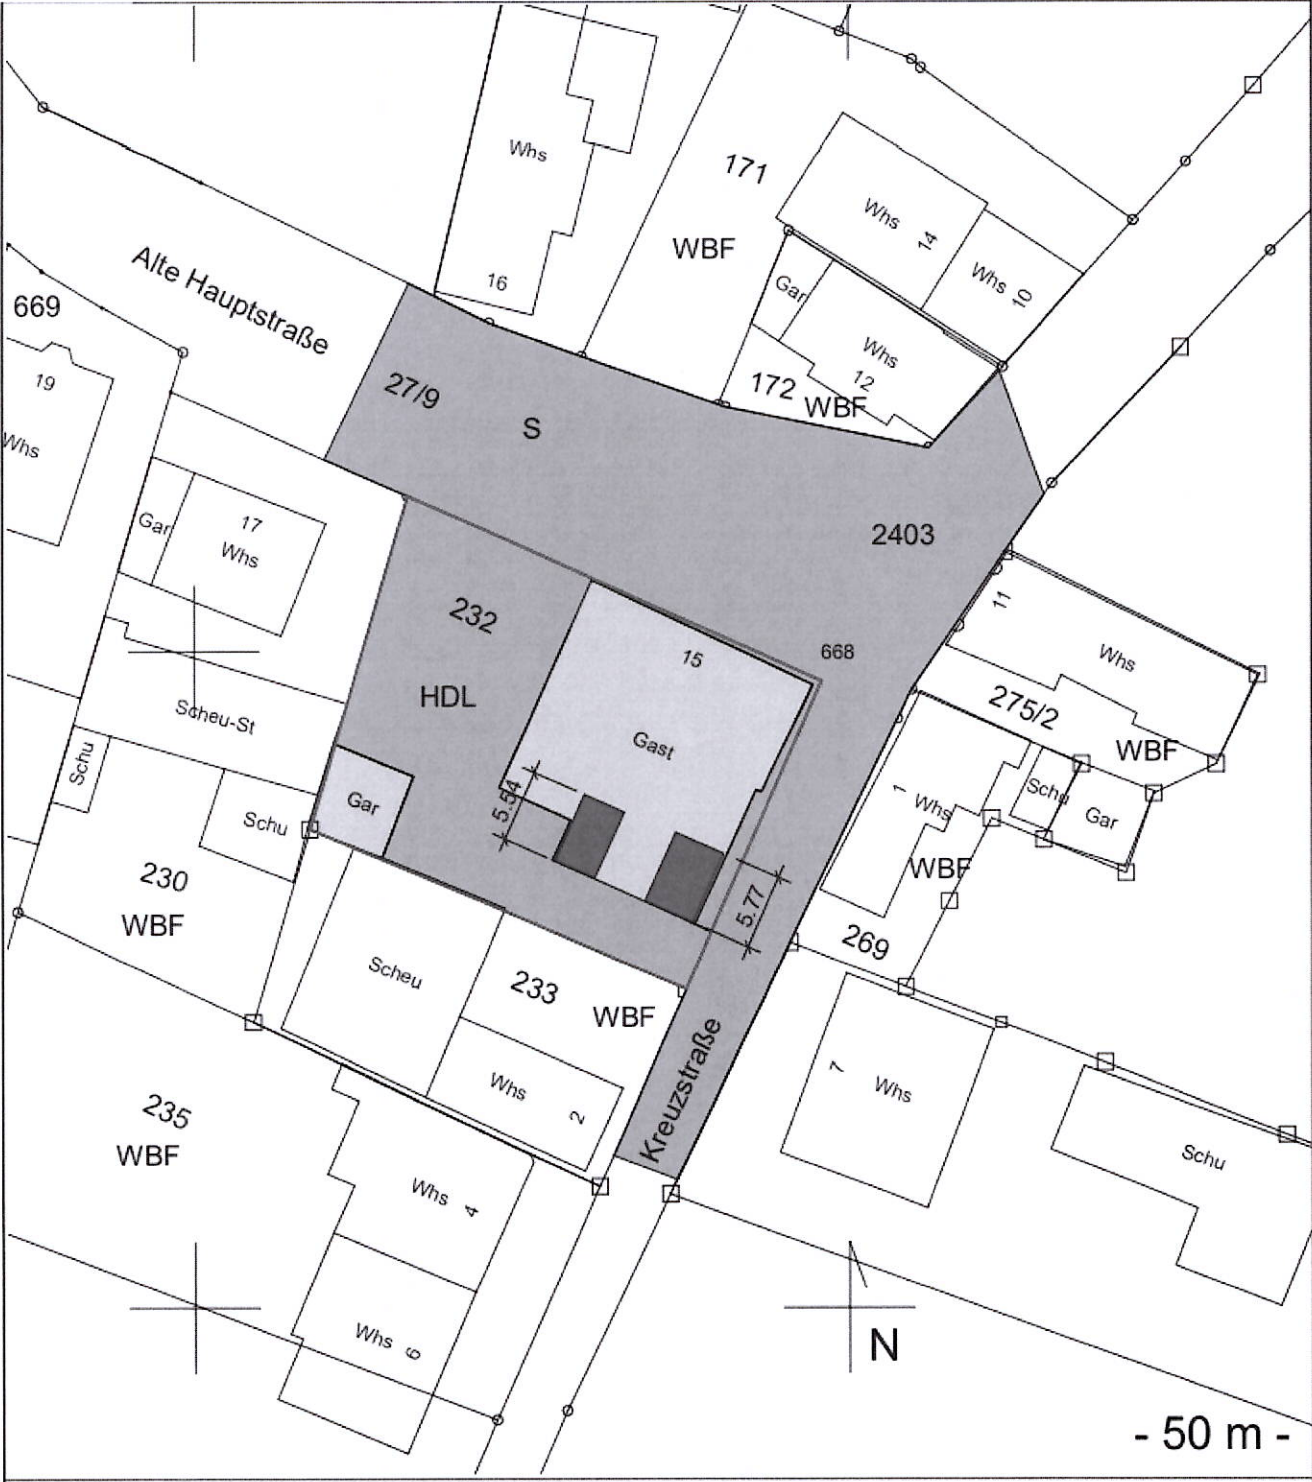 Whs
16
171
WBF
Whs
14
Whs
10
Gar
Whs
12
172
WBF
Alte Hauptstraße
669
19
Whs
27/9
S
2403
Gar
17
Whs
232
HDL
15
668
Gast
11
Whs
275/2
WBF
Scheu-St
Schu
Schu
Gar
5.54
1
Whs
Schu
Gar
WBF
230
WBF
5.77
269
Scheu
233
WBF
Whs
2
Kreuzstraße
7
Whs
Schu
235
WBF
Whs
4
Whs
6
N
- 50 m -